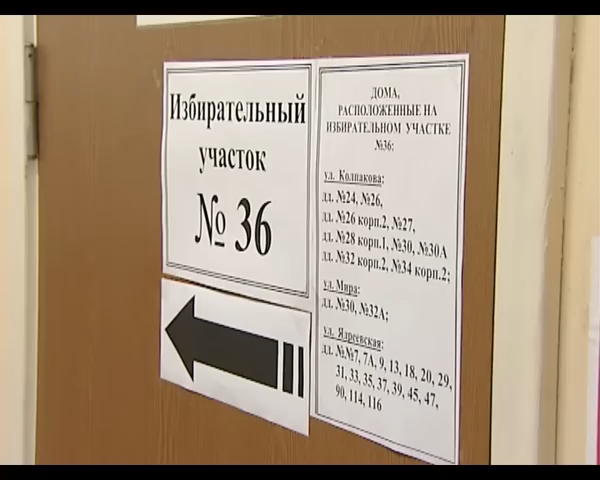 Избирательный
участок
№ 36
ДОМА,
РАСПОЛОЖЕННЫЕ НА
ИЗБИРАТЕЛЬНОМ УЧАСТКЕ
№36:
ул. Колпакова:
дд. №24, №26,
дд. №26 корп.2, №27,
дд. №28 корп.1, №30, №30А
дд. №32 корп.2, №34 корп.2;
ул. Мира:
дд. №30, №32А;
ул. Ядреевская:
дд. №№7, 7А, 9, 13, 18, 20, 29,
31, 33, 35, 37, 39, 45, 47,
90, 114, 116